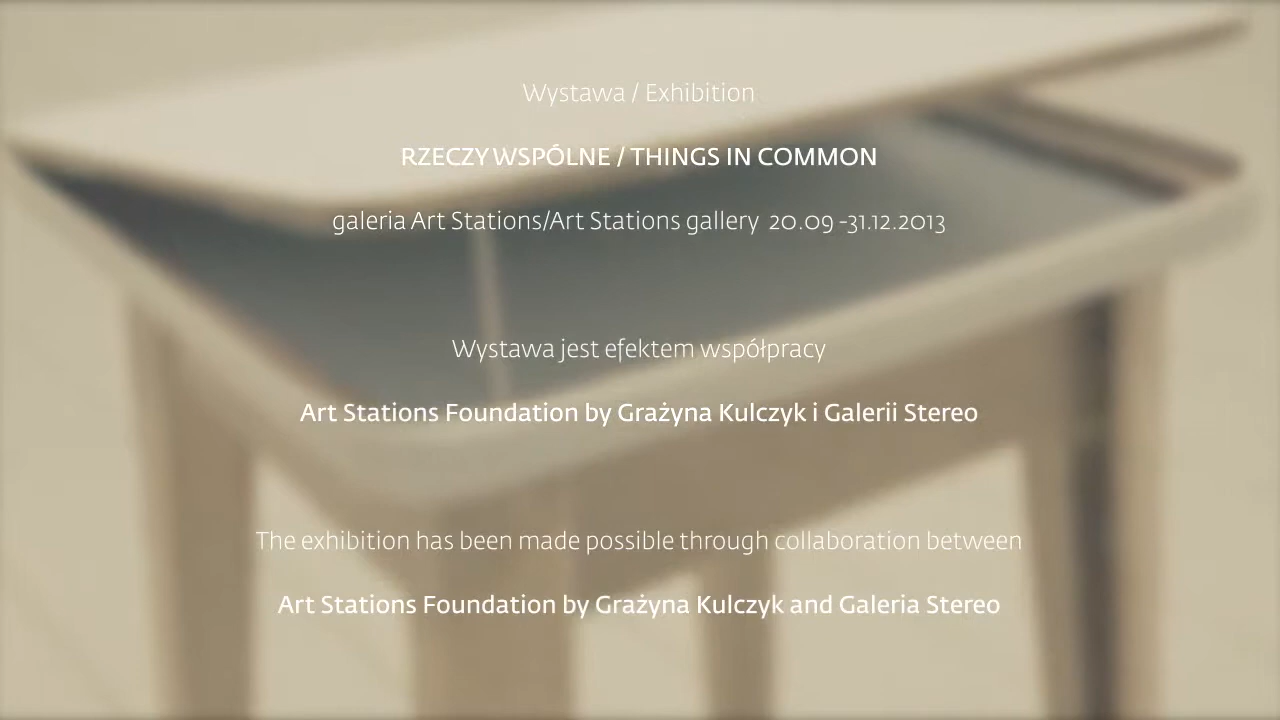 Wystawa / Exhibition
RZECZY WSPÓLNE / THINGS IN COMMON
galeria Art Stations/Art Stations gallery 20.09 -31.12.2013
Wystawa jest efektem współpracy
Art Stations Foundation by Grażyna Kulczyk i Galerii Stereo
The exhibition has been made possible through collaboration between
Art Stations Foundation by Grażyna Kulczyk and Galeria Stereo